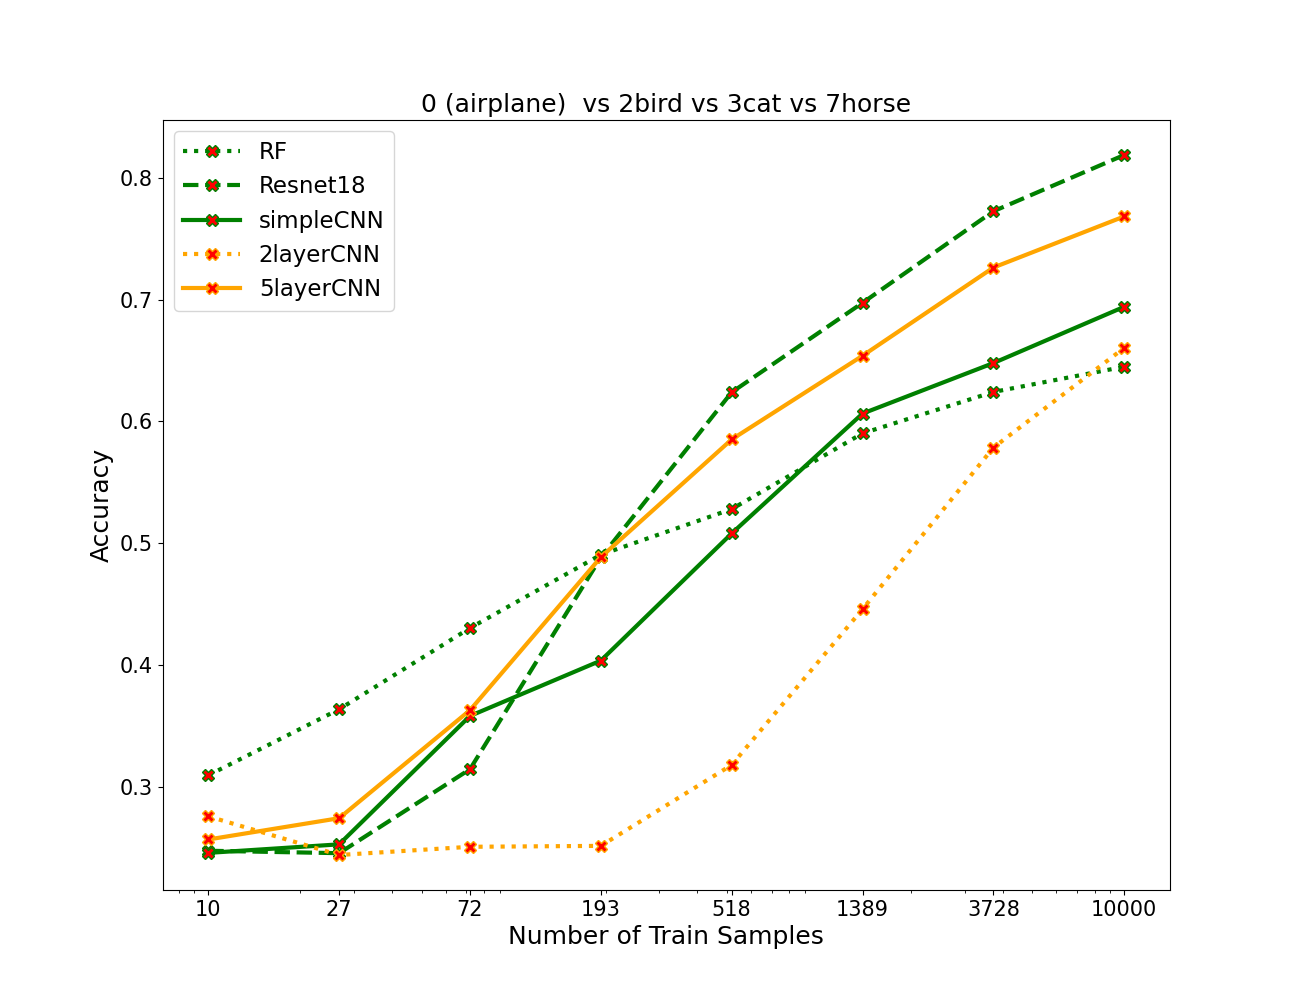 0 (airplane)  vs 2bird vs 3cat vs 7horse
RF
Resnet18
simpleCNN
2layerCNN
5layerCNN
Accuracy
0.8
0.7
0.6
0.5
0.4
0.3
10 27 72 193 518 1389 3728 10000
Number of Train Samples